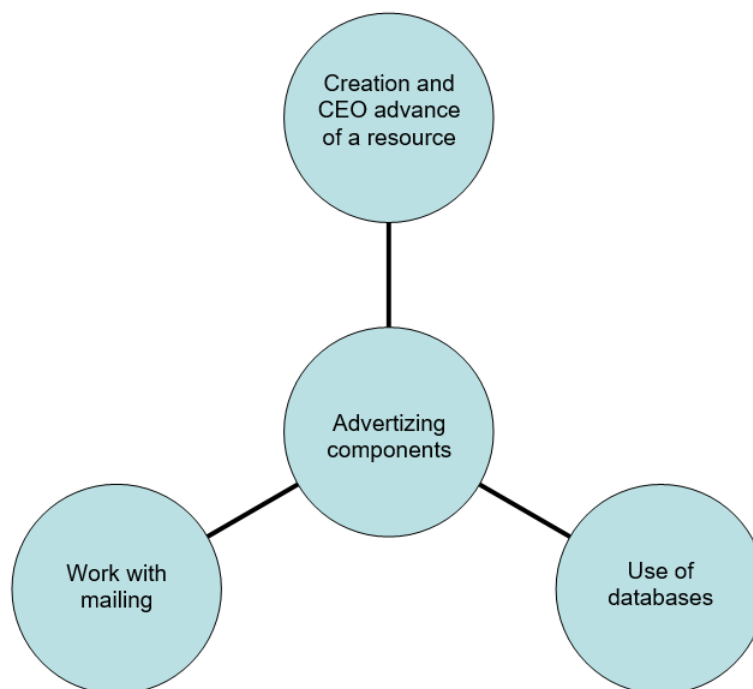 Creation and
CEO advance
of a resource
Advertizing
components
Work with
mailing
Use of
databases